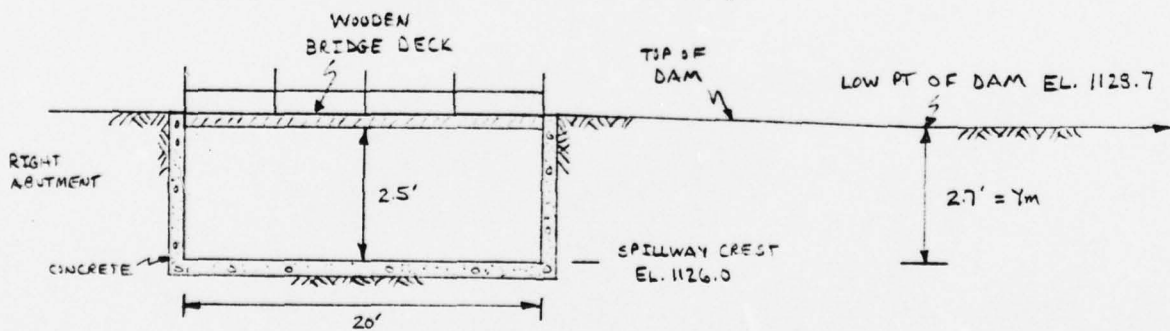 WOODEN
BRIDGE DECK
TOP OF
DAM
LOW PT OF DAM EL. 1128.7
RIGHT
ABUTMENT
2.5'
2.7' = Ym
CONCRETE
SPILLWAY CREST
EL. 1126.0
20'